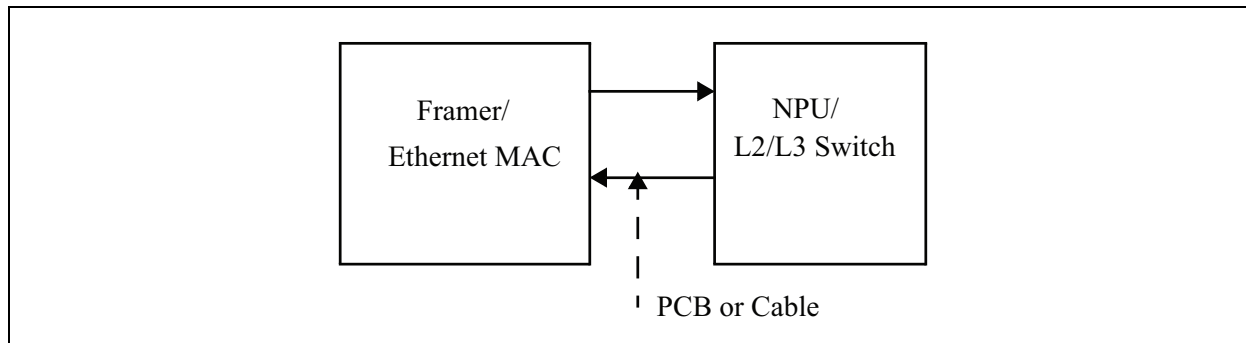 Framer/
Ethernet MAC
NPU/
L2/L3 Switch
PCB or Cable